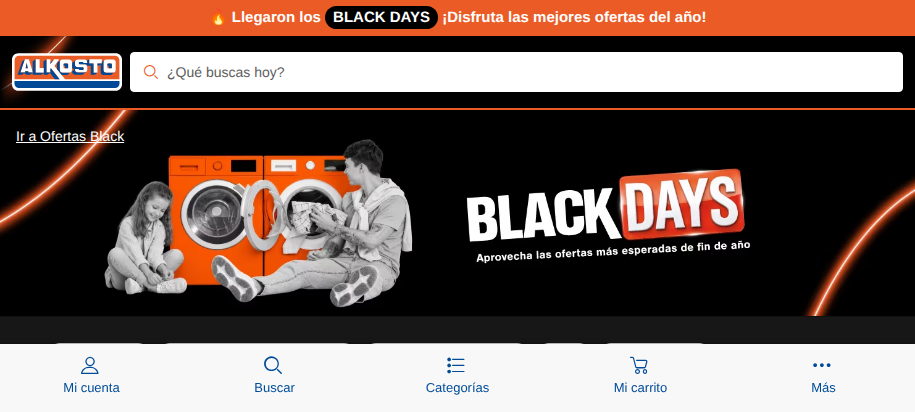 🔥 Llegaron los BLACK DAYS ¡Disfruta las mejores ofertas del año!
ALKOSTO
¿Qué buscas hoy?
Ir a Ofertas Black
BLACK DAYS
Aprovecha las ofertas más esperadas de fin de año
Mi cuenta
Buscar
Categorías
Mi carrito
Más